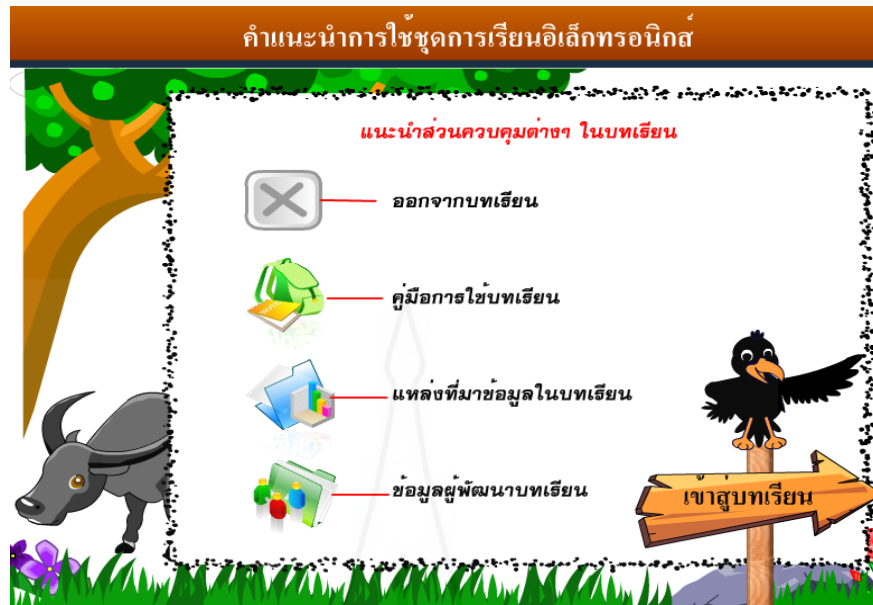 คำแนะนำการใช้ชุดการเรียนอิเล็กทรอนิกส์
แนะนำส่วนควบคุมต่างๆ ในบทเรียน
ออกจากบทเรียน
คู่มือการใช้บทเรียน
แหล่งที่มาข้อมูลในบทเรียน
ข้อมูลผู้พัฒนาบทเรียน
เข้าสู่บทเรียน